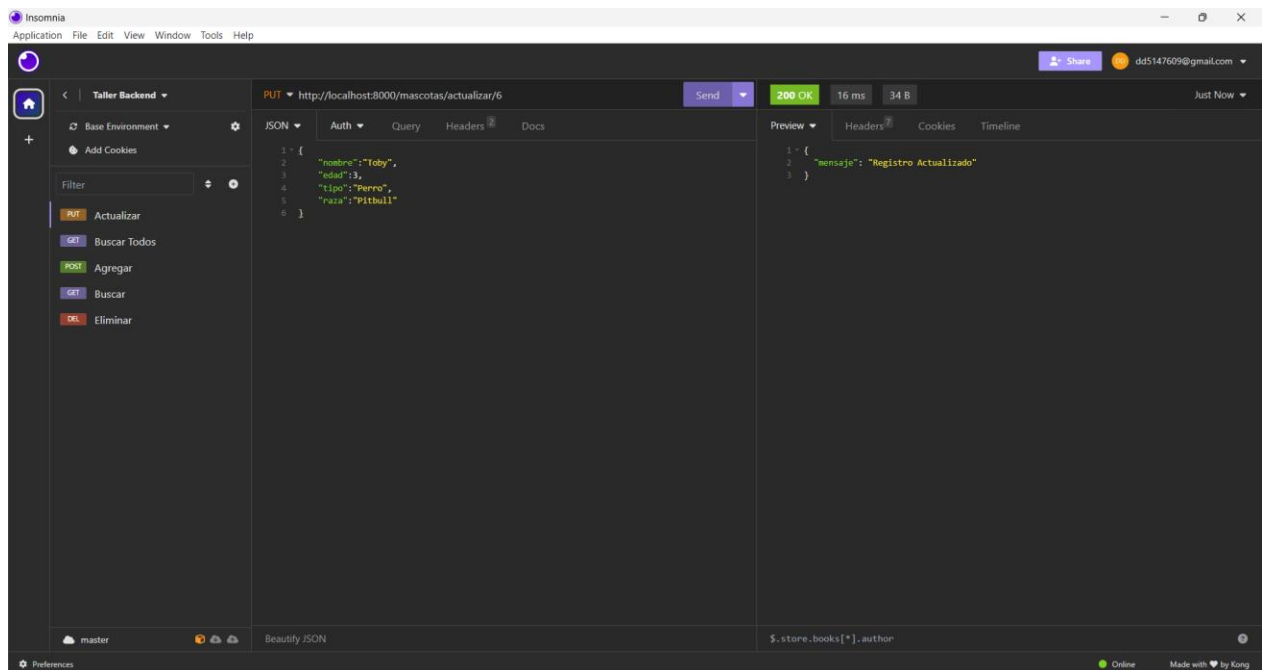 Insomnia
Application File Edit View Window Tools Help
Share dd5147609@gmail.com
Taller Backend
PUT http://localhost:8000/mascotas/actualizar/6 Send
200 OK 16 ms 34 B Just Now
Base Environment
JSON Auth Query Headers 2 Docs
Preview Headers 7 Cookies Timeline
Add Cookies
Filter
PUT Actualizar
GET Buscar Todos
POST Agregar
GET Buscar
DEL Eliminar
1 {
2 "nombre":"Toby",
3 "edad":3,
4 "tipo":"Perro",
5 "raza":"Pitbull"
6 }
1 {
2 "mensaje": "Registro Actualizado"
3 }
master
Beautify JSON
$.store.books[*].author
Preferences
Online Made with ♥ by Kong